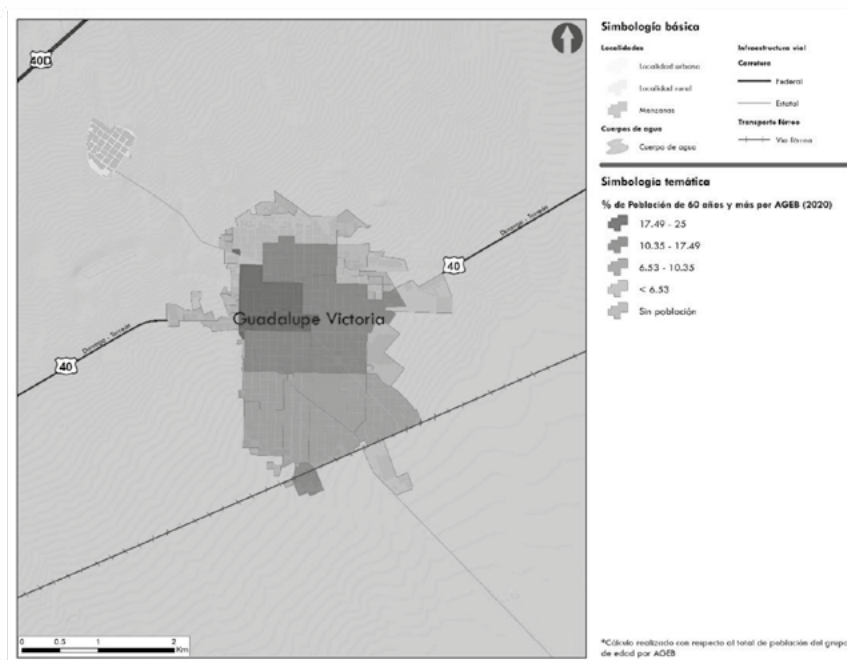 40D
Durango - Torreón
40
Guadalupe Victoria
Durango - Torreón
40
0 0.5 1 2
Km
Simbología básica
Localidades
Localidad urbana
Localidad rural
Manzanas
Cuerpos de agua
Cuerpo de agua
Infraestructura vial
Carretera
Federal
Estatal
Transporte férreo
Vía férrea
Simbología temática
% de Población de 60 años y más por AGEB (2020)
17.49 - 25
10.35 - 17.49
6.53 - 10.35
< 6.53
Sin población
*Cálculo realizado con respecto al total de población del grupo
de edad por AGEB